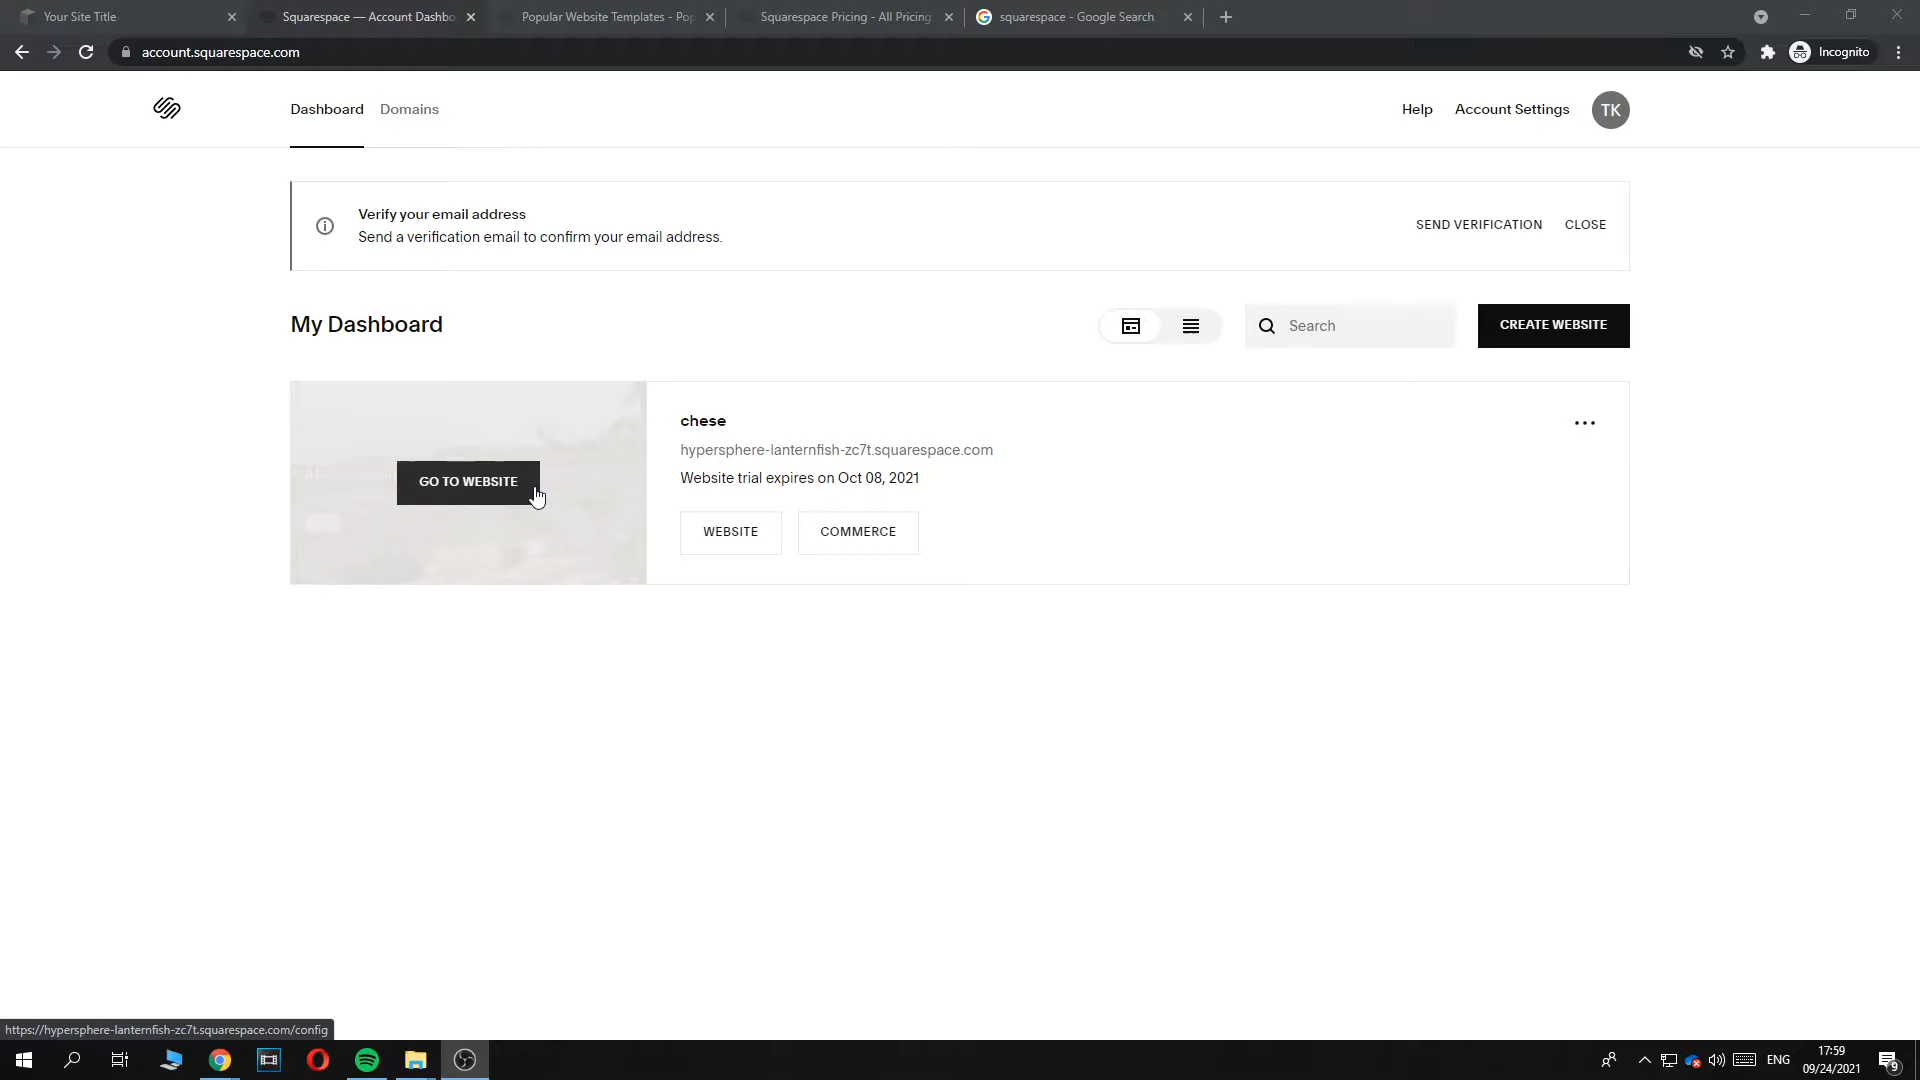 Your Site Title
Squarespace — Account Dashbo
Popular Website Templates - Pop
Squarespace Pricing - All Pricing
squarespace - Google Search
account.squarespace.com
Incognito
Dashboard
Domains
Help
Account Settings
TK
Verify your email address
Send a verification email to confirm your email address.
SEND VERIFICATION
CLOSE
My Dashboard
Search
CREATE WEBSITE
GO TO WEBSITE
chese
hypersphere-lanternfish-zc7t.squarespace.com
Website trial expires on Oct 08, 2021
WEBSITE
COMMERCE
https://hypersphere-lanternfish-zc7t.squarespace.com/config
ENG
17:59
09/24/2021
9